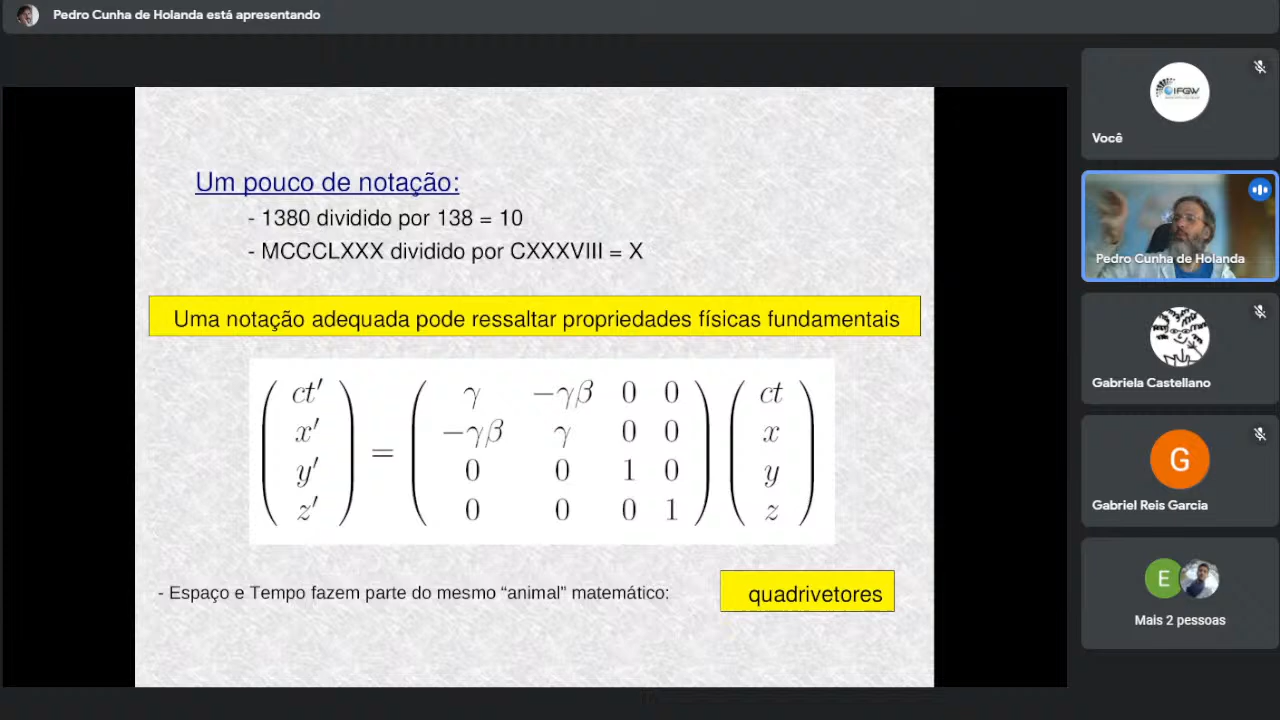 Pedro Cunha de Holanda está apresentando
Um pouco de notação:
- 1380 dividido por 138 = 10
- MCCCLXXX dividido por CXXXVIII = X
Uma notação adequada pode ressaltar propriedades físicas fundamentais
ct′ γ −γβ 0 0 ct
x′ −γβ γ 0 0 x
y′ = 0 0 1 0 y
z′ 0 0 0 1 z
- Espaço e Tempo fazem parte do mesmo “animal” matemático:
quadrivetores
IFGW
Você
Pedro Cunha de Holanda
Gabriela Castellano
G
Gabriel Reis Garcia
E
Mais 2 pessoas